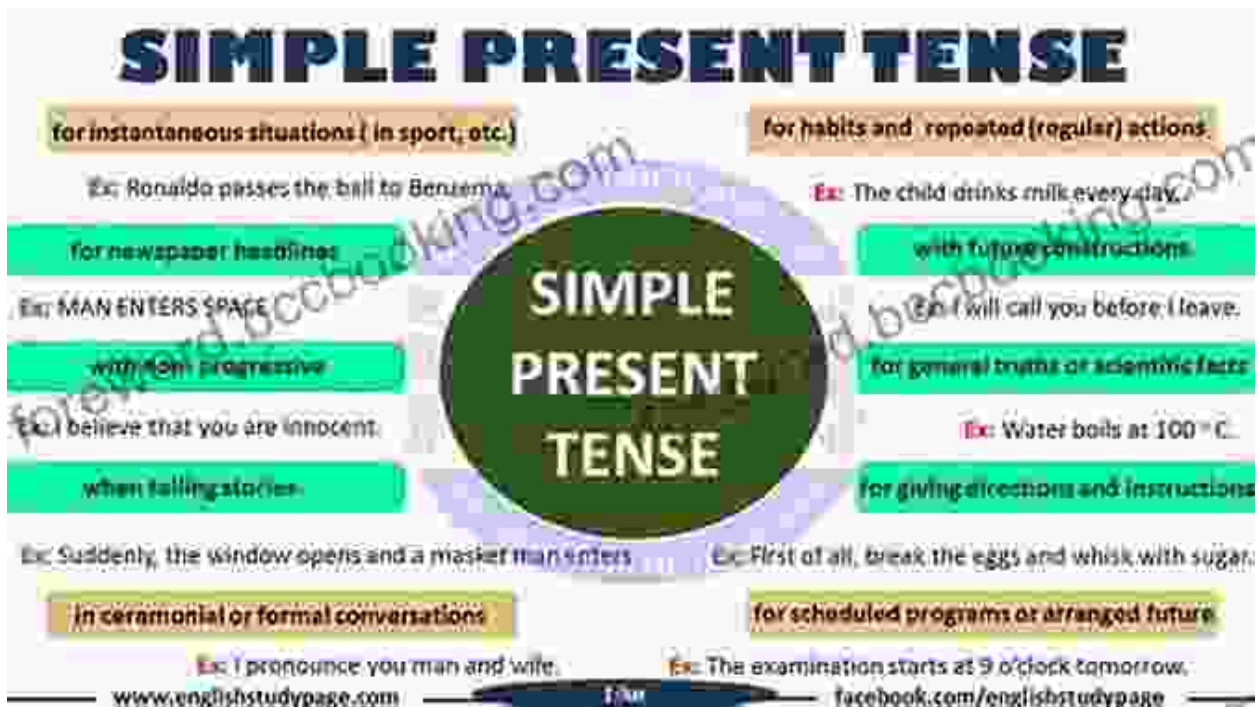 SIMPLE PRESENT TENSE
for instantaneous situations ( in sport, etc.)
Ex: Ronaldo passes the ball to Benzema.
for newspaper headlines
Ex: MAN ENTERS SPACE
with non progressive
Ex: I believe that you are innocent.
when telling stories
Ex: Suddenly, the window opens and a masket man enters
in ceremonial or formal conversations
Ex: I pronounce you man and wife.
SIMPLE
PRESENT
TENSE
for habits and repeated (regular) actions
Ex: The child drinks milk every day.
with future constructions
Ex: I will call you before I leave.
for general truths or scientific facts
Ex: Water boils at 100 ° C.
for giving directions and instructions
Ex: First of all, break the eggs and whisk with sugar.
for scheduled programs or arranged future
Ex: The examination starts at 9 o'clock tomorrow.
www.englishstudypage.com
facebook.com/englishstudypage
foreword.bccbucking.com